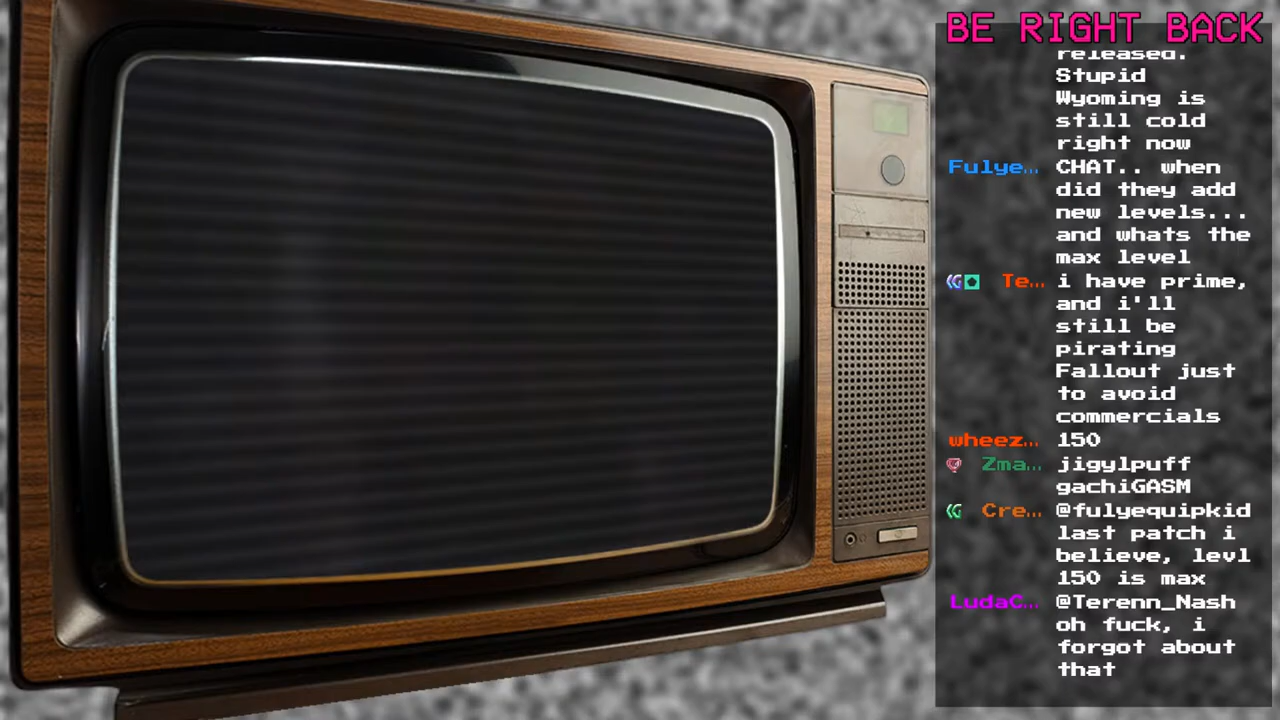 BE RIGHT BACK
released.
Stupid
Wyoming is
still cold
right now
Fulye... CHAT.. when
did they add
new levels...
and whats the
max level
Te... i have prime,
and i'll
still be
pirating
Fallout just
to avoid
commercials
wheez... 150
Zma... jigylpuff
gachiGASM
Cre... @fulyequipkid
last patch i
believe, levl
150 is max
LudaC... @Terenn_Nash
oh fuck, i
forgot about
that